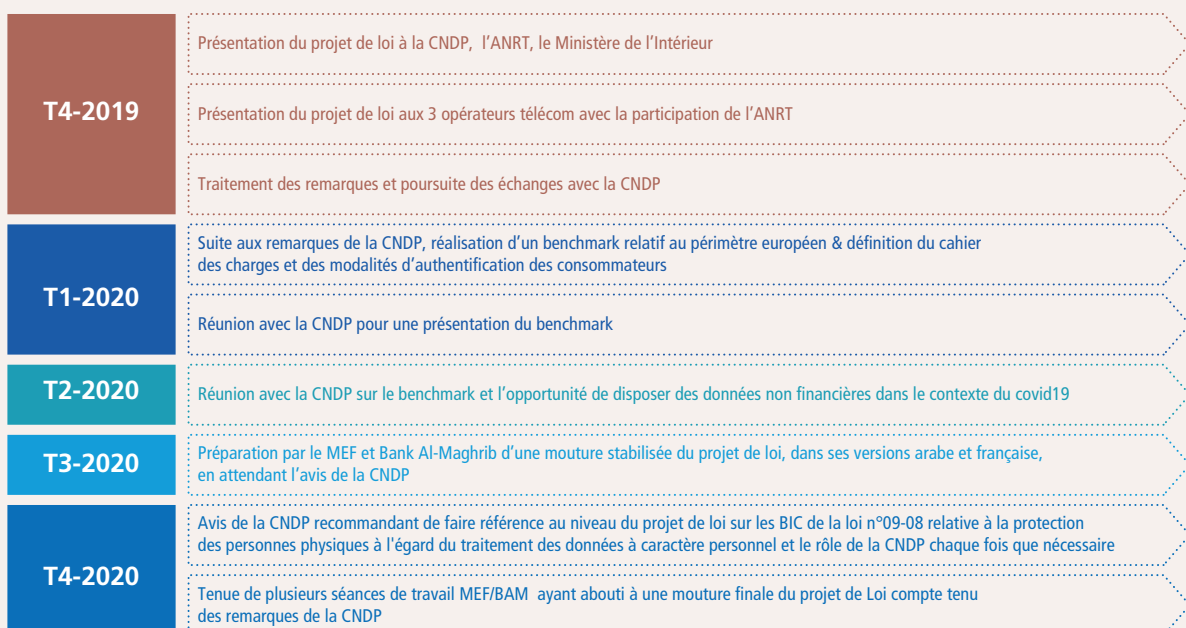 T4-2019
Présentation du projet de loi à la CNDP, l’ANRT, le Ministère de l’Intérieur
Présentation du projet de loi aux 3 opérateurs télécom avec la participation de l’ANRT
Traitement des remarques et poursuite des échanges avec la CNDP
T1-2020
Suite aux remarques de la CNDP, réalisation d’un benchmark relatif au périmètre européen & définition du cahier
des charges et des modalités d’authentification des consommateurs
Réunion avec la CNDP pour une présentation du benchmark
T2-2020
Réunion avec la CNDP sur le benchmark et l’opportunité de disposer des données non financières dans le contexte du covid19
T3-2020
Préparation par le MEF et Bank Al-Maghrib d’une mouture stabilisée du projet de loi, dans ses versions arabe et française,
en attendant l’avis de la CNDP
T4-2020
Avis de la CNDP recommandant de faire référence au niveau du projet de loi sur les BIC de la loi n°09-08 relative à la protection
des personnes physiques à l'égard du traitement des données à caractère personnel et le rôle de la CNDP chaque fois que nécessaire
Tenue de plusieurs séances de travail MEF/BAM ayant abouti à une mouture finale du projet de Loi compte tenu
des remarques de la CNDP